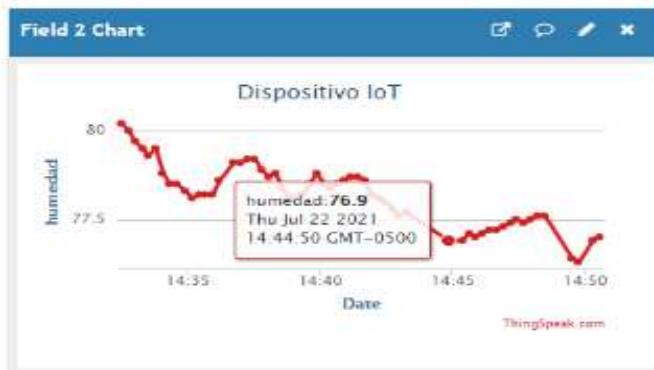 Field 2 Chart
Dispositivo IoT
80
77.5
humedad
humedad:76.9
Thu Jul 22 2021
14:44:50 GMT-0500
14:35 14:40 14:45 14:50
Date
ThingSpeak.com